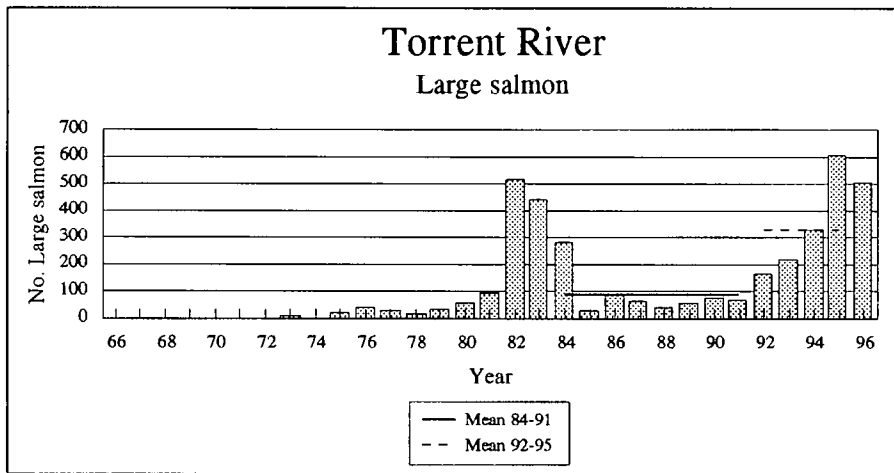 Torrent River
Large salmon
No. Large salmon
700
600
500
400
300
200
100
0
66 68 70 72 74 76 78 80 82 84 86 88 90 92 94 96
Year
Mean 84-91
Mean 92-95